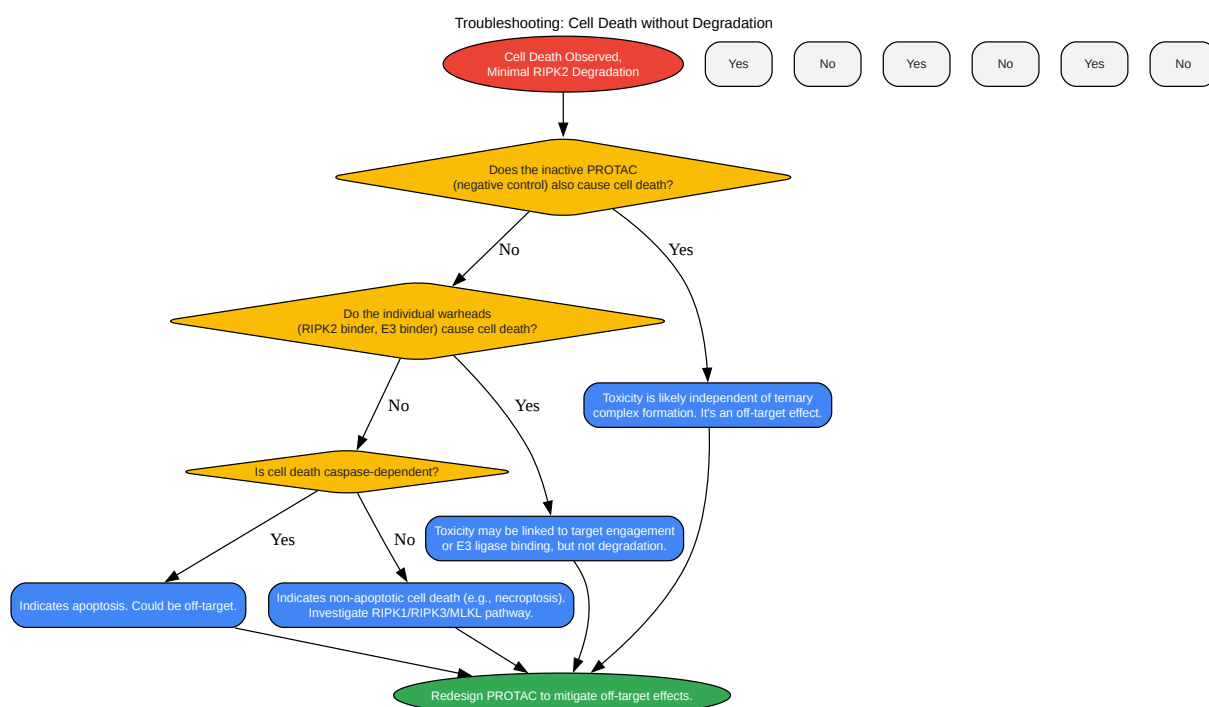 Troubleshooting: Cell Death without Degradation
Cell Death Observed,
Minimal RIPK2 Degradation
Yes
No
Yes
No
Yes
No
Does the inactive PROTAC
(negative control) also cause cell death?
No
Yes
Do the individual warheads
(RIPK2 binder, E3 binder) cause cell death?
No
Yes
Toxicity is likely independent of ternary
complex formation. It's an off-target effect.
Is cell death caspase-dependent?
Yes
No
Toxicity may be linked to target engagement
or E3 ligase binding, but not degradation.
Indicates apoptosis. Could be off-target.
Indicates non-apoptotic cell death (e.g., necroptosis).
Investigate RIPK1/RIPK3/MLKL pathway.
Redesign PROTAC to mitigate off-target effects.